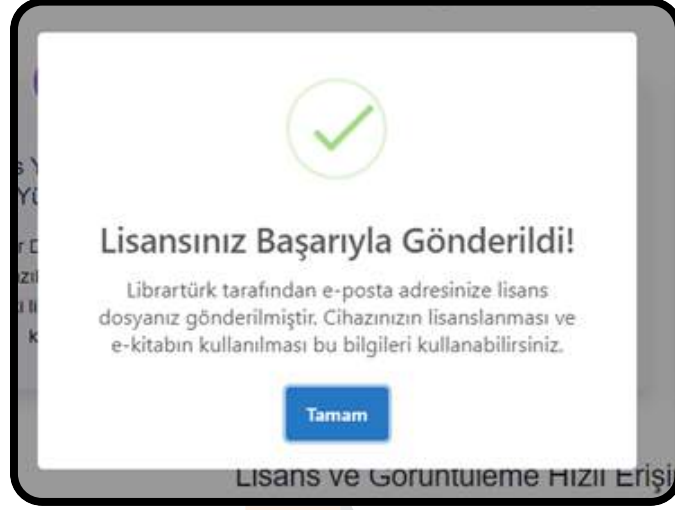 Lisansınız Başarıyla Gönderildi!
Librartürk tarafından e-posta adresinize lisans
dosyanız gönderilmiştir. Cihazınızın lisanslanması ve
e-kitabın kullanılması bu bilgileri kullanabilirsiniz.
Tamam
Lisans ve Görüntüleme Hızlı